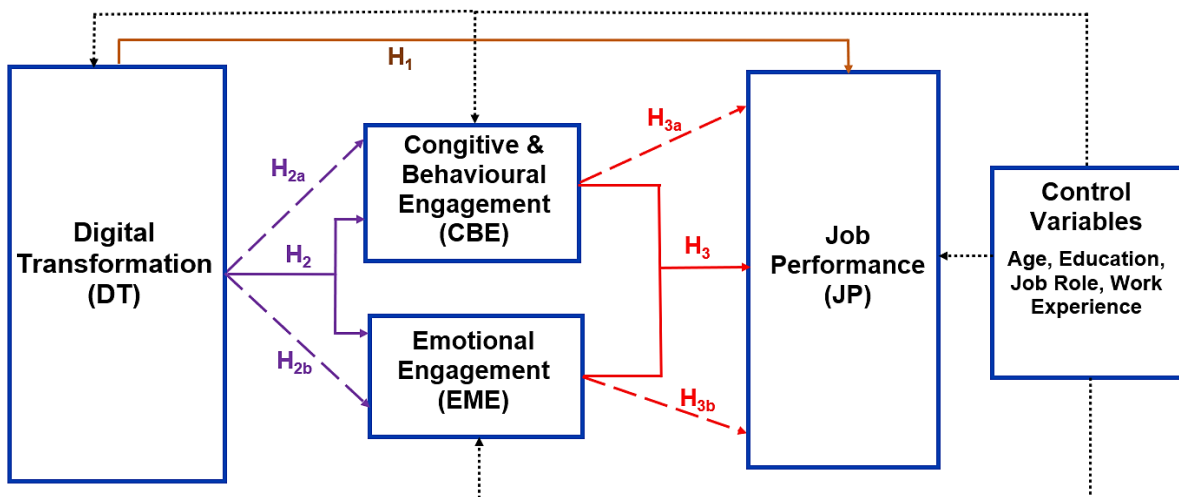 H1
Digital
Transformation
(DT)
H2a
H2
H2b
Congitive &
Behavioural
Engagement
(CBE)
Emotional
Engagement
(EME)
H3a
H3
H3b
Job
Performance
(JP)
Control
Variables
Age, Education,
Job Role, Work
Experience